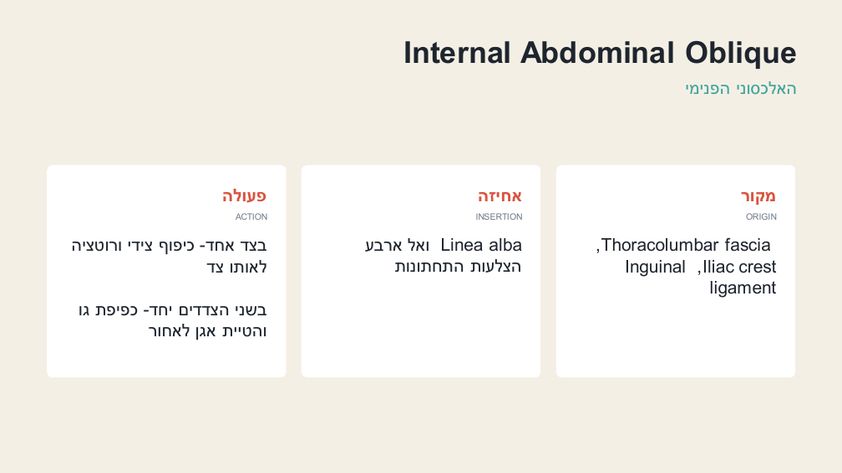 Internal Abdominal Oblique
האלכסוני הפנימי
מקור
ORIGIN
Thoracolumbar fascia,
Iliac crest,  Inguinal
ligament
אחיזה
INSERTION
Linea alba  ואל ארבע
הצלעות התחתונות
פעולה
ACTION
בצד אחד- כיפוף צידי ורוטציה
לאותו צד
בשני הצדדים יחד- כפיפת גו
והטיית אגן לאחור